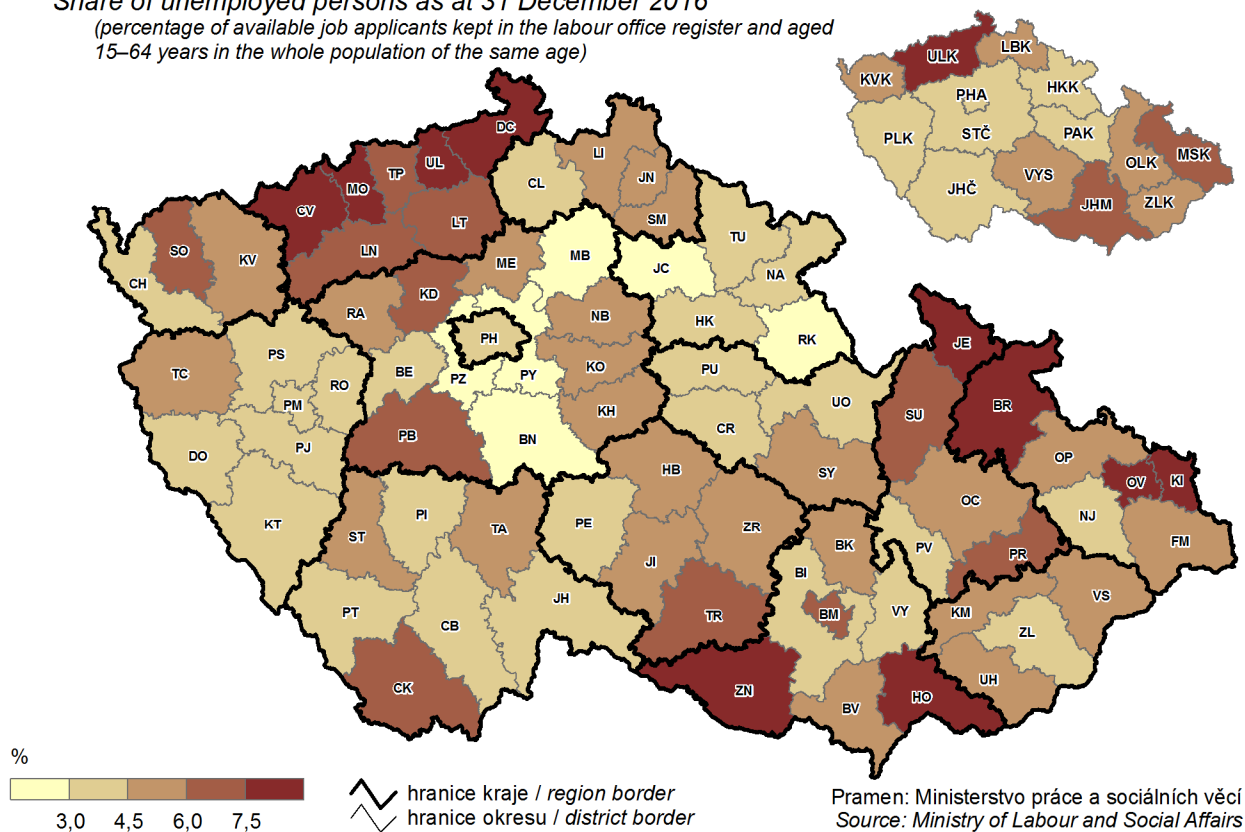 Share of unemployed persons as at 31 December 2016
(percentage of available job applicants kept in the labour office register and aged
15–64 years in the whole population of the same age)
LBK
ULK
KVK
HKK
PHA
STČ
PAK
PLK
MSK
OLK
VYS
JHČ
ZLK
JHM
DC
LI
UL
TP
JN
CL
MO
CV
SM
LT
TU
SO
LN
KV
MB
ME
JC
NA
CH
KD
RA
NB
HK
PH
RK
JE
PS
KO
PU
TC
BE
PZ
PY
RO
PM
UO
BR
KH
SU
CR
PB
BN
PJ
DO
OP
HB
SY
KI
OV
OC
PI
NJ
KT
PE
TA
ZR
ST
FM
BK
PV
PR
JI
BI
VS
JH
PT
VY
KM
BM
TR
CB
ZL
UH
CK
ZN
HO
BV
%
3,0 4,5 6,0 7,5
hranice kraje / region border
hranice okresu / district border
Pramen: Ministerstvo práce a sociálních věcí
Source: Ministry of Labour and Social Affairs